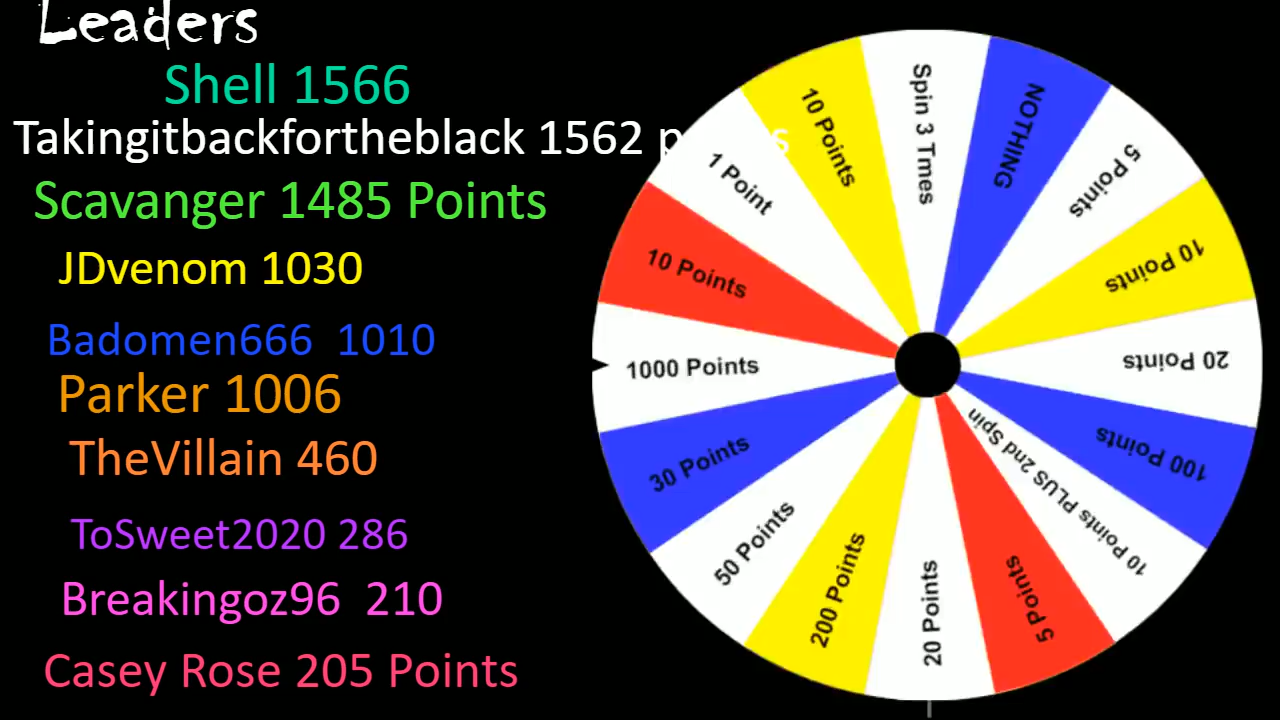 Leaders
Shell 1566
Takingitbackfortheblack 1562 points
Scavanger 1485 Points
JDvenom 1030
Badomen666 1010
Parker 1006
TheVillain 460
ToSweet2020 286
Breakingoz96 210
Casey Rose 205 Points
Spin 3 Tmes
NOTHING
5 Points
10 Points
20 Points
100 Points
10 Points PLUS 2nd Spin
5 Points
20 Points
200 Points
50 Points
30 Points
1000 Points
10 Points
1 Point
10 Points